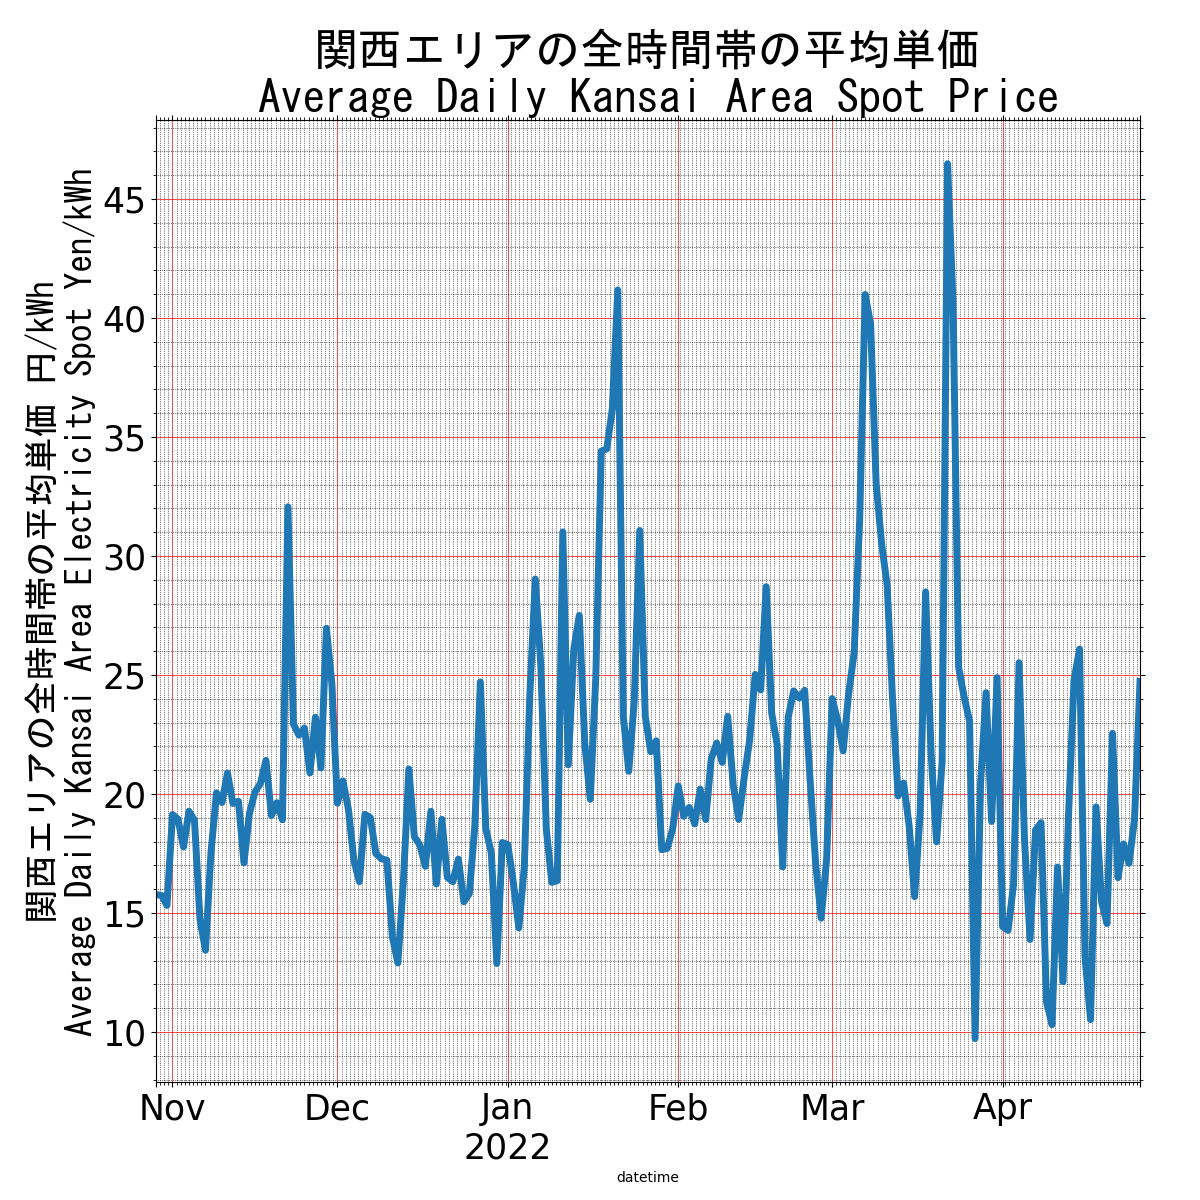 関西エリアの全時間帯の平均単価
Average Daily Kansai Area Spot Price
関西エリアの全時間帯の平均単価 円/kWh
Average Daily Kansai Area Electricity Spot Yen/kWh
45
40
35
30
25
20
15
10
Nov
Dec
Jan
2022
Feb
Mar
Apr
datetime